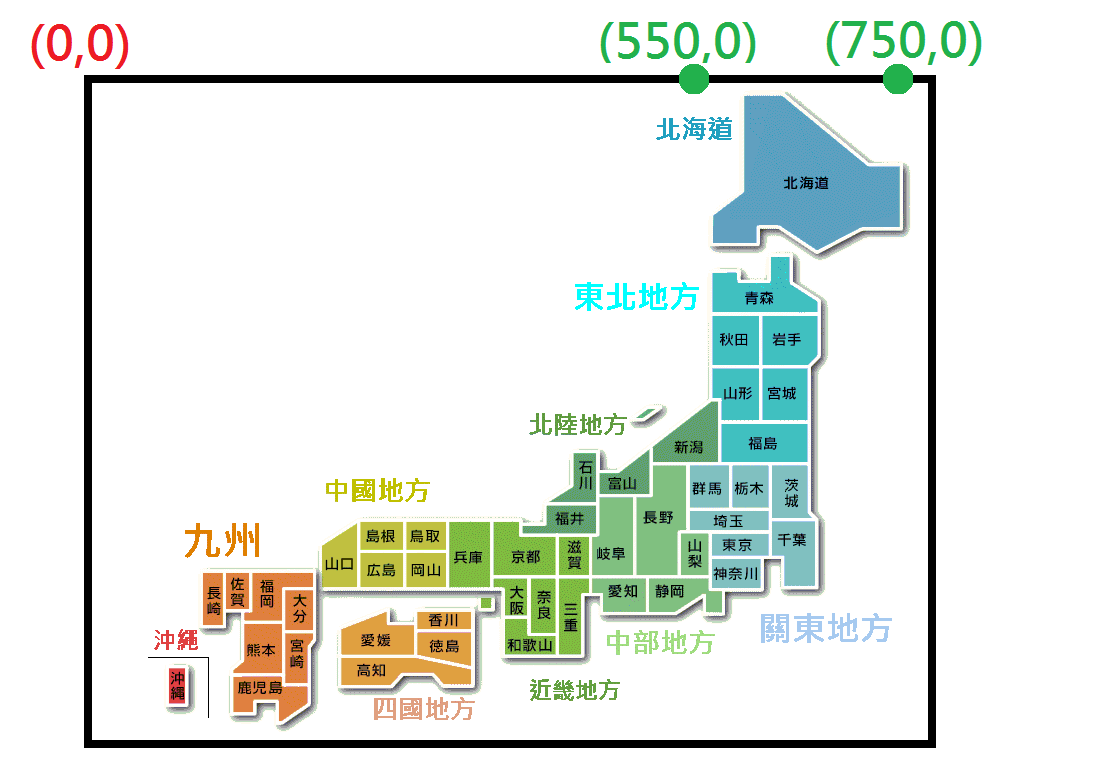 (0,0)
(550,0)
(750,0)
北海道
北海道
東北地方
青森
秋田
岩手
山形
宮城
北陸地方
新潟
福島
石川
富山
群馬
栃木
茨城
中國地方
福井
長野
埼玉
九州
島根
鳥取
兵庫
京都
滋賀
岐阜
山梨
東京
千葉
山口
広島
岡山
神奈川
長崎
佐賀
福岡
大分
大阪
奈良
三重
愛知
静岡
香川
沖繩
愛媛
徳島
和歌山
中部地方
關東地方
熊本
宮崎
高知
沖縄
鹿児島
四國地方
近畿地方